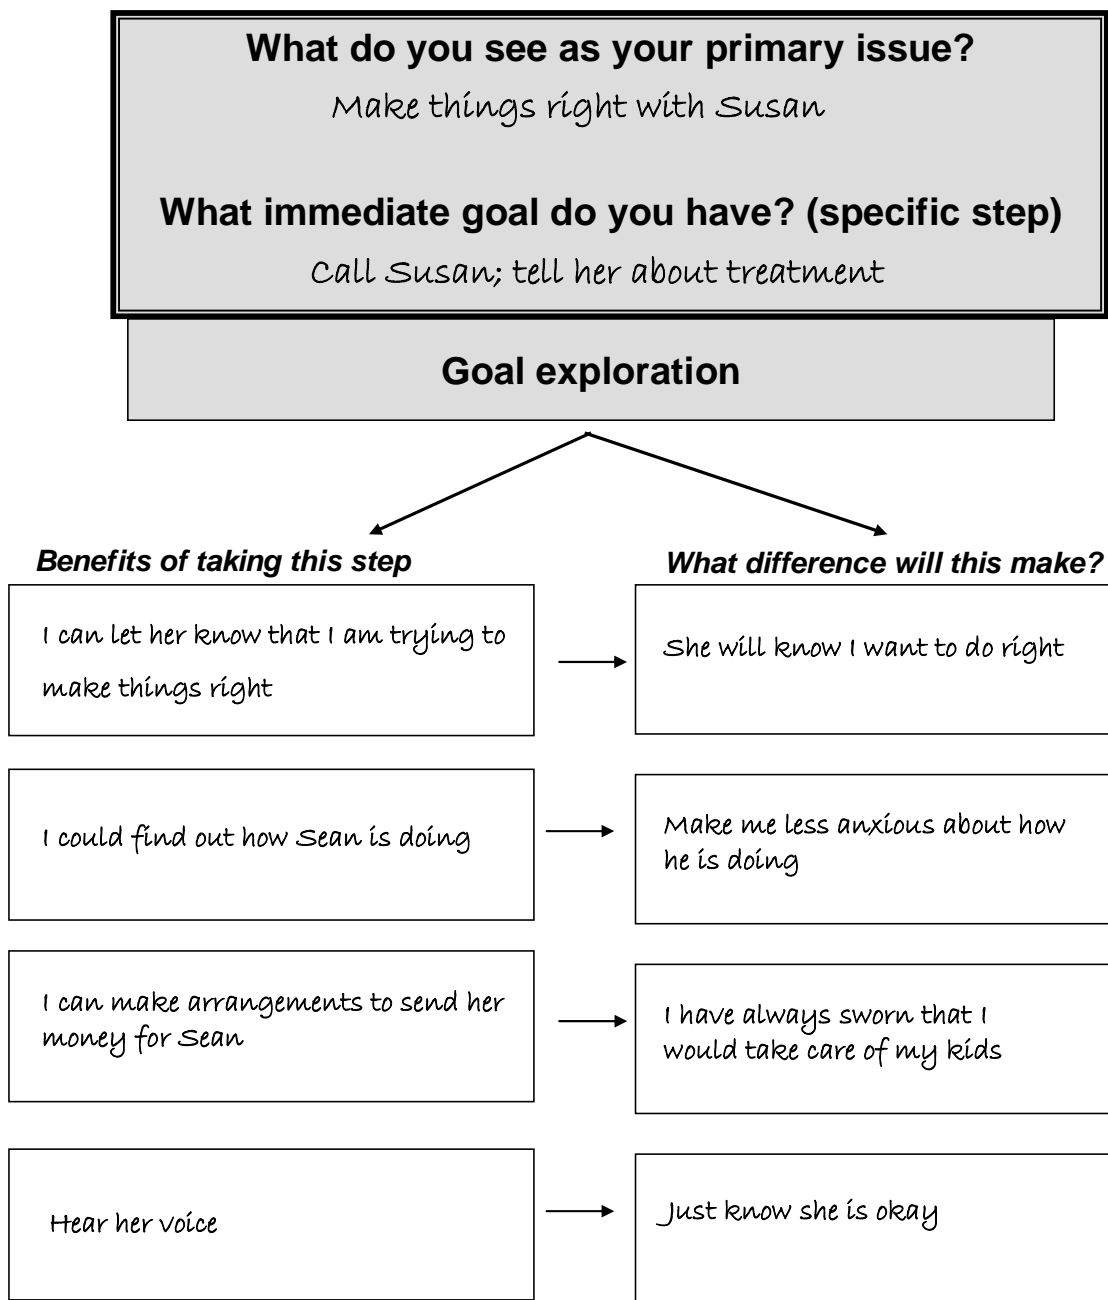 What do you see as your primary issue?
Make things right with Susan
What immediate goal do you have? (specific step)
Call Susan; tell her about treatment
Goal exploration
Benefits of taking this step
What difference will this make?
I can let her know that I am trying to
make things right
She will know I want to do right
I could find out how Sean is doing
Make me less anxious about how
he is doing
I can make arrangements to send her
money for Sean
I have always sworn that I
would take care of my kids
Hear her voice
Just know she is okay